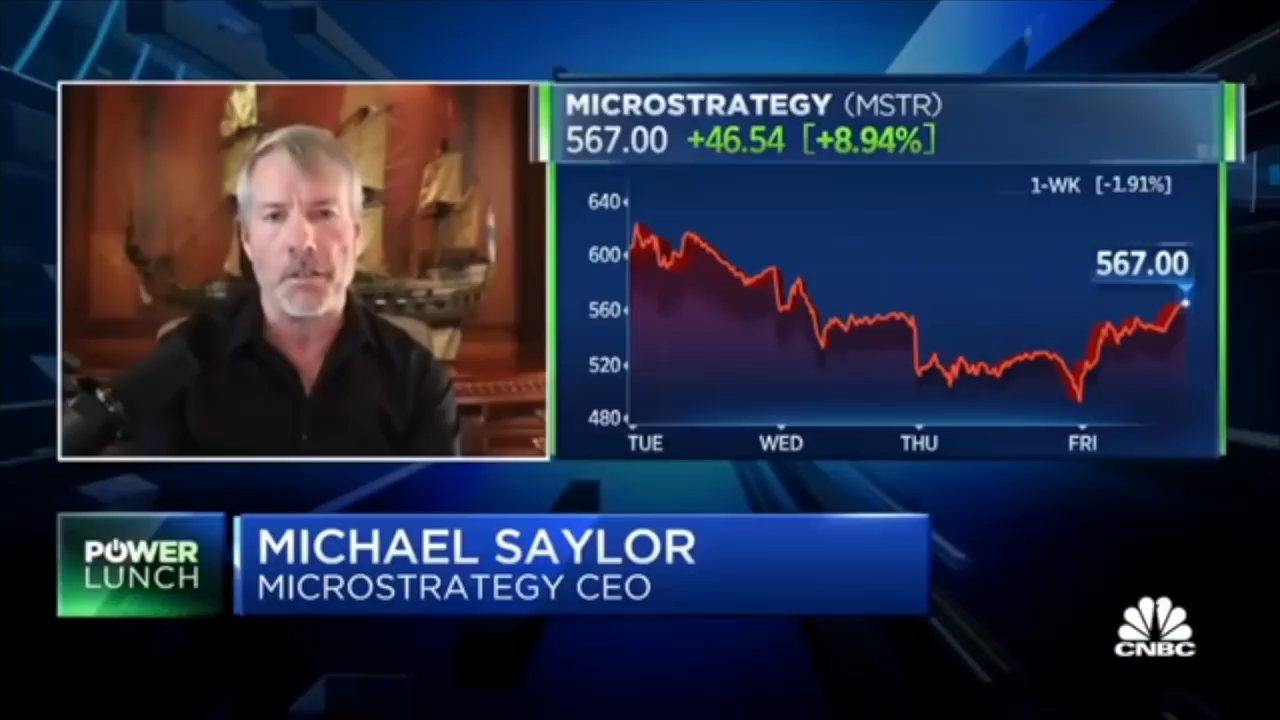 MICROSTRATEGY (MSTR)
567.00 +46.54 [+8.94%]
1-WK [-1.91%]
640
600
560
520
480
567.00
TUE WED THU FRI
POWER
LUNCH
MICHAEL SAYLOR
MICROSTRATEGY CEO
CNBC